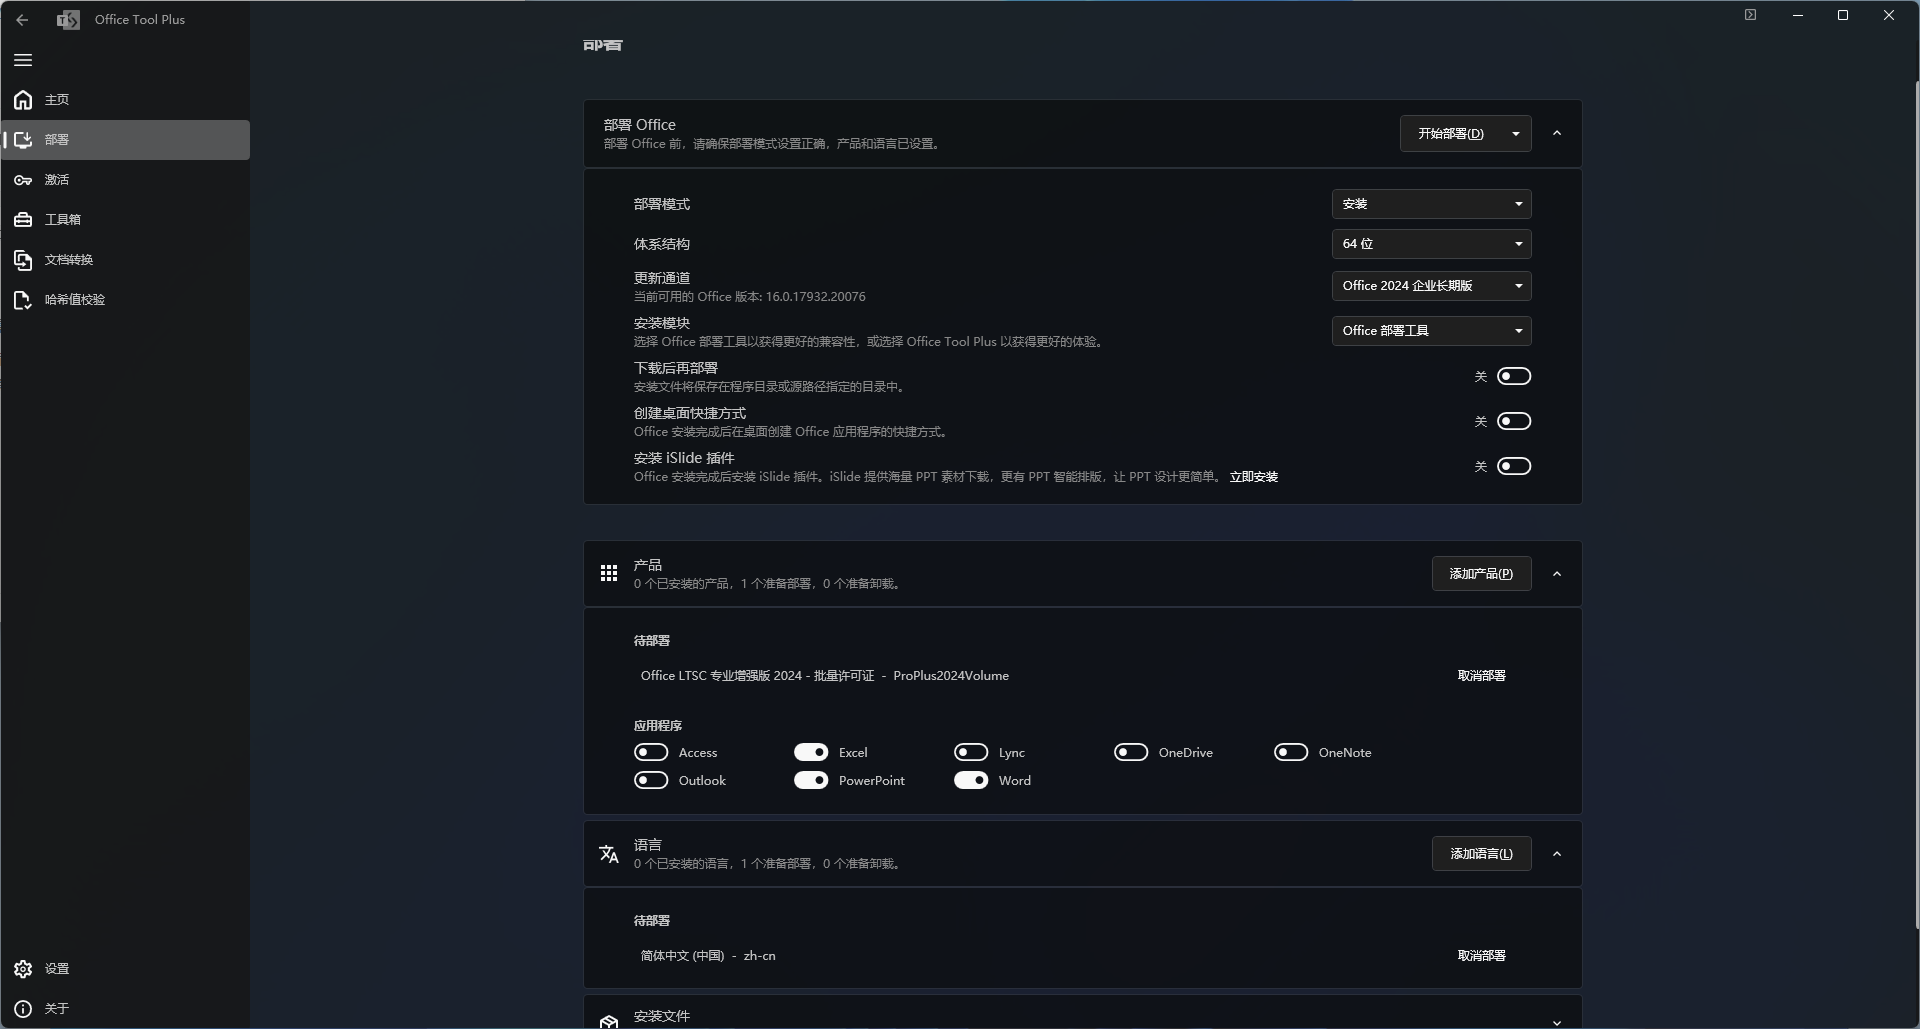 Office Tool Plus
主页
部署
激活
工具箱
文档转换
哈希值校验
设置
关于
部署
部署 Office
部署 Office 前，请确保部署模式设置正确，产品和语言已设置。
开始部署(D)
部署模式
安装
体系结构
64 位
更新通道
当前可用的 Office 版本: 16.0.17932.20076
Office 2024 企业长期版
安装模块
选择 Office 部署工具以获得更好的兼容性，或选择 Office Tool Plus 以获得更好的体验。
Office 部署工具
下载后再部署
安装文件将保存在程序目录或源路径指定的目录中。
关
创建桌面快捷方式
Office 安装完成后在桌面创建 Office 应用程序的快捷方式。
关
安装 iSlide 插件
Office 安装完成后安装 iSlide 插件。iSlide 提供海量 PPT 素材下载，更有 PPT 智能排版，让 PPT 设计更简单。 立即安装
关
产品
0 个已安装的产品，1 个准备部署，0 个准备卸载。
添加产品(P)
待部署
Office LTSC 专业增强版 2024 - 批量许可证 - ProPlus2024Volume
取消部署
应用程序
Access
Excel
Lync
OneDrive
OneNote
Outlook
PowerPoint
Word
语言
0 个已安装的语言，1 个准备部署，0 个准备卸载。
添加语言(L)
待部署
简体中文 (中国) - zh-cn
取消部署
安装文件